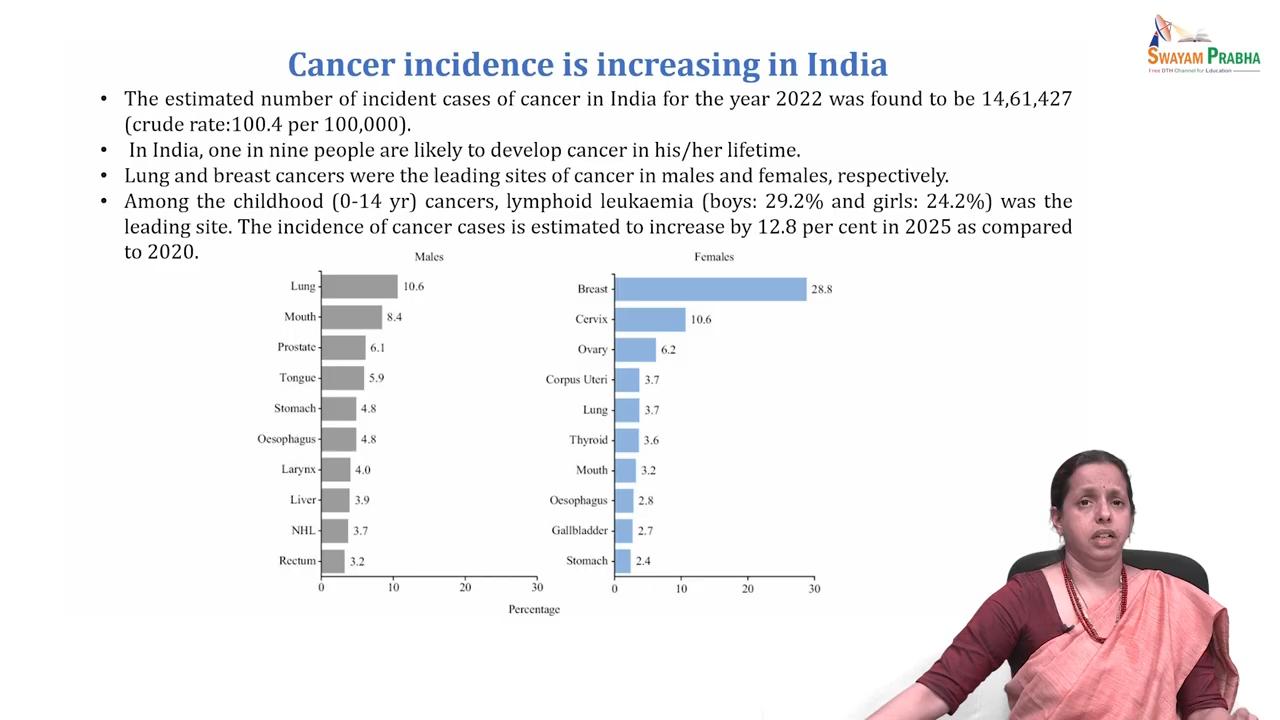 SWAYAM PRABHA
Free DTH Channel for Education
Cancer incidence is increasing in India
• The estimated number of incident cases of cancer in India for the year 2022 was found to be 14,61,427
(crude rate:100.4 per 100,000).
• In India, one in nine people are likely to develop cancer in his/her lifetime.
• Lung and breast cancers were the leading sites of cancer in males and females, respectively.
• Among the childhood (0-14 yr) cancers, lymphoid leukaemia (boys: 29.2% and girls: 24.2%) was the
leading site. The incidence of cancer cases is estimated to increase by 12.8 per cent in 2025 as compared
to 2020.
Males
Lung 10.6
Mouth 8.4
Prostate 6.1
Tongue 5.9
Stomach 4.8
Oesophagus 4.8
Larynx 4.0
Liver 3.9
NHL 3.7
Rectum 3.2
0 10 20 30
Females
Breast 28.8
Cervix 10.6
Ovary 6.2
Corpus Uteri 3.7
Lung 3.7
Thyroid 3.6
Mouth 3.2
Oesophagus 2.8
Gallbladder 2.7
Stomach 2.4
0 10 20 30
Percentage